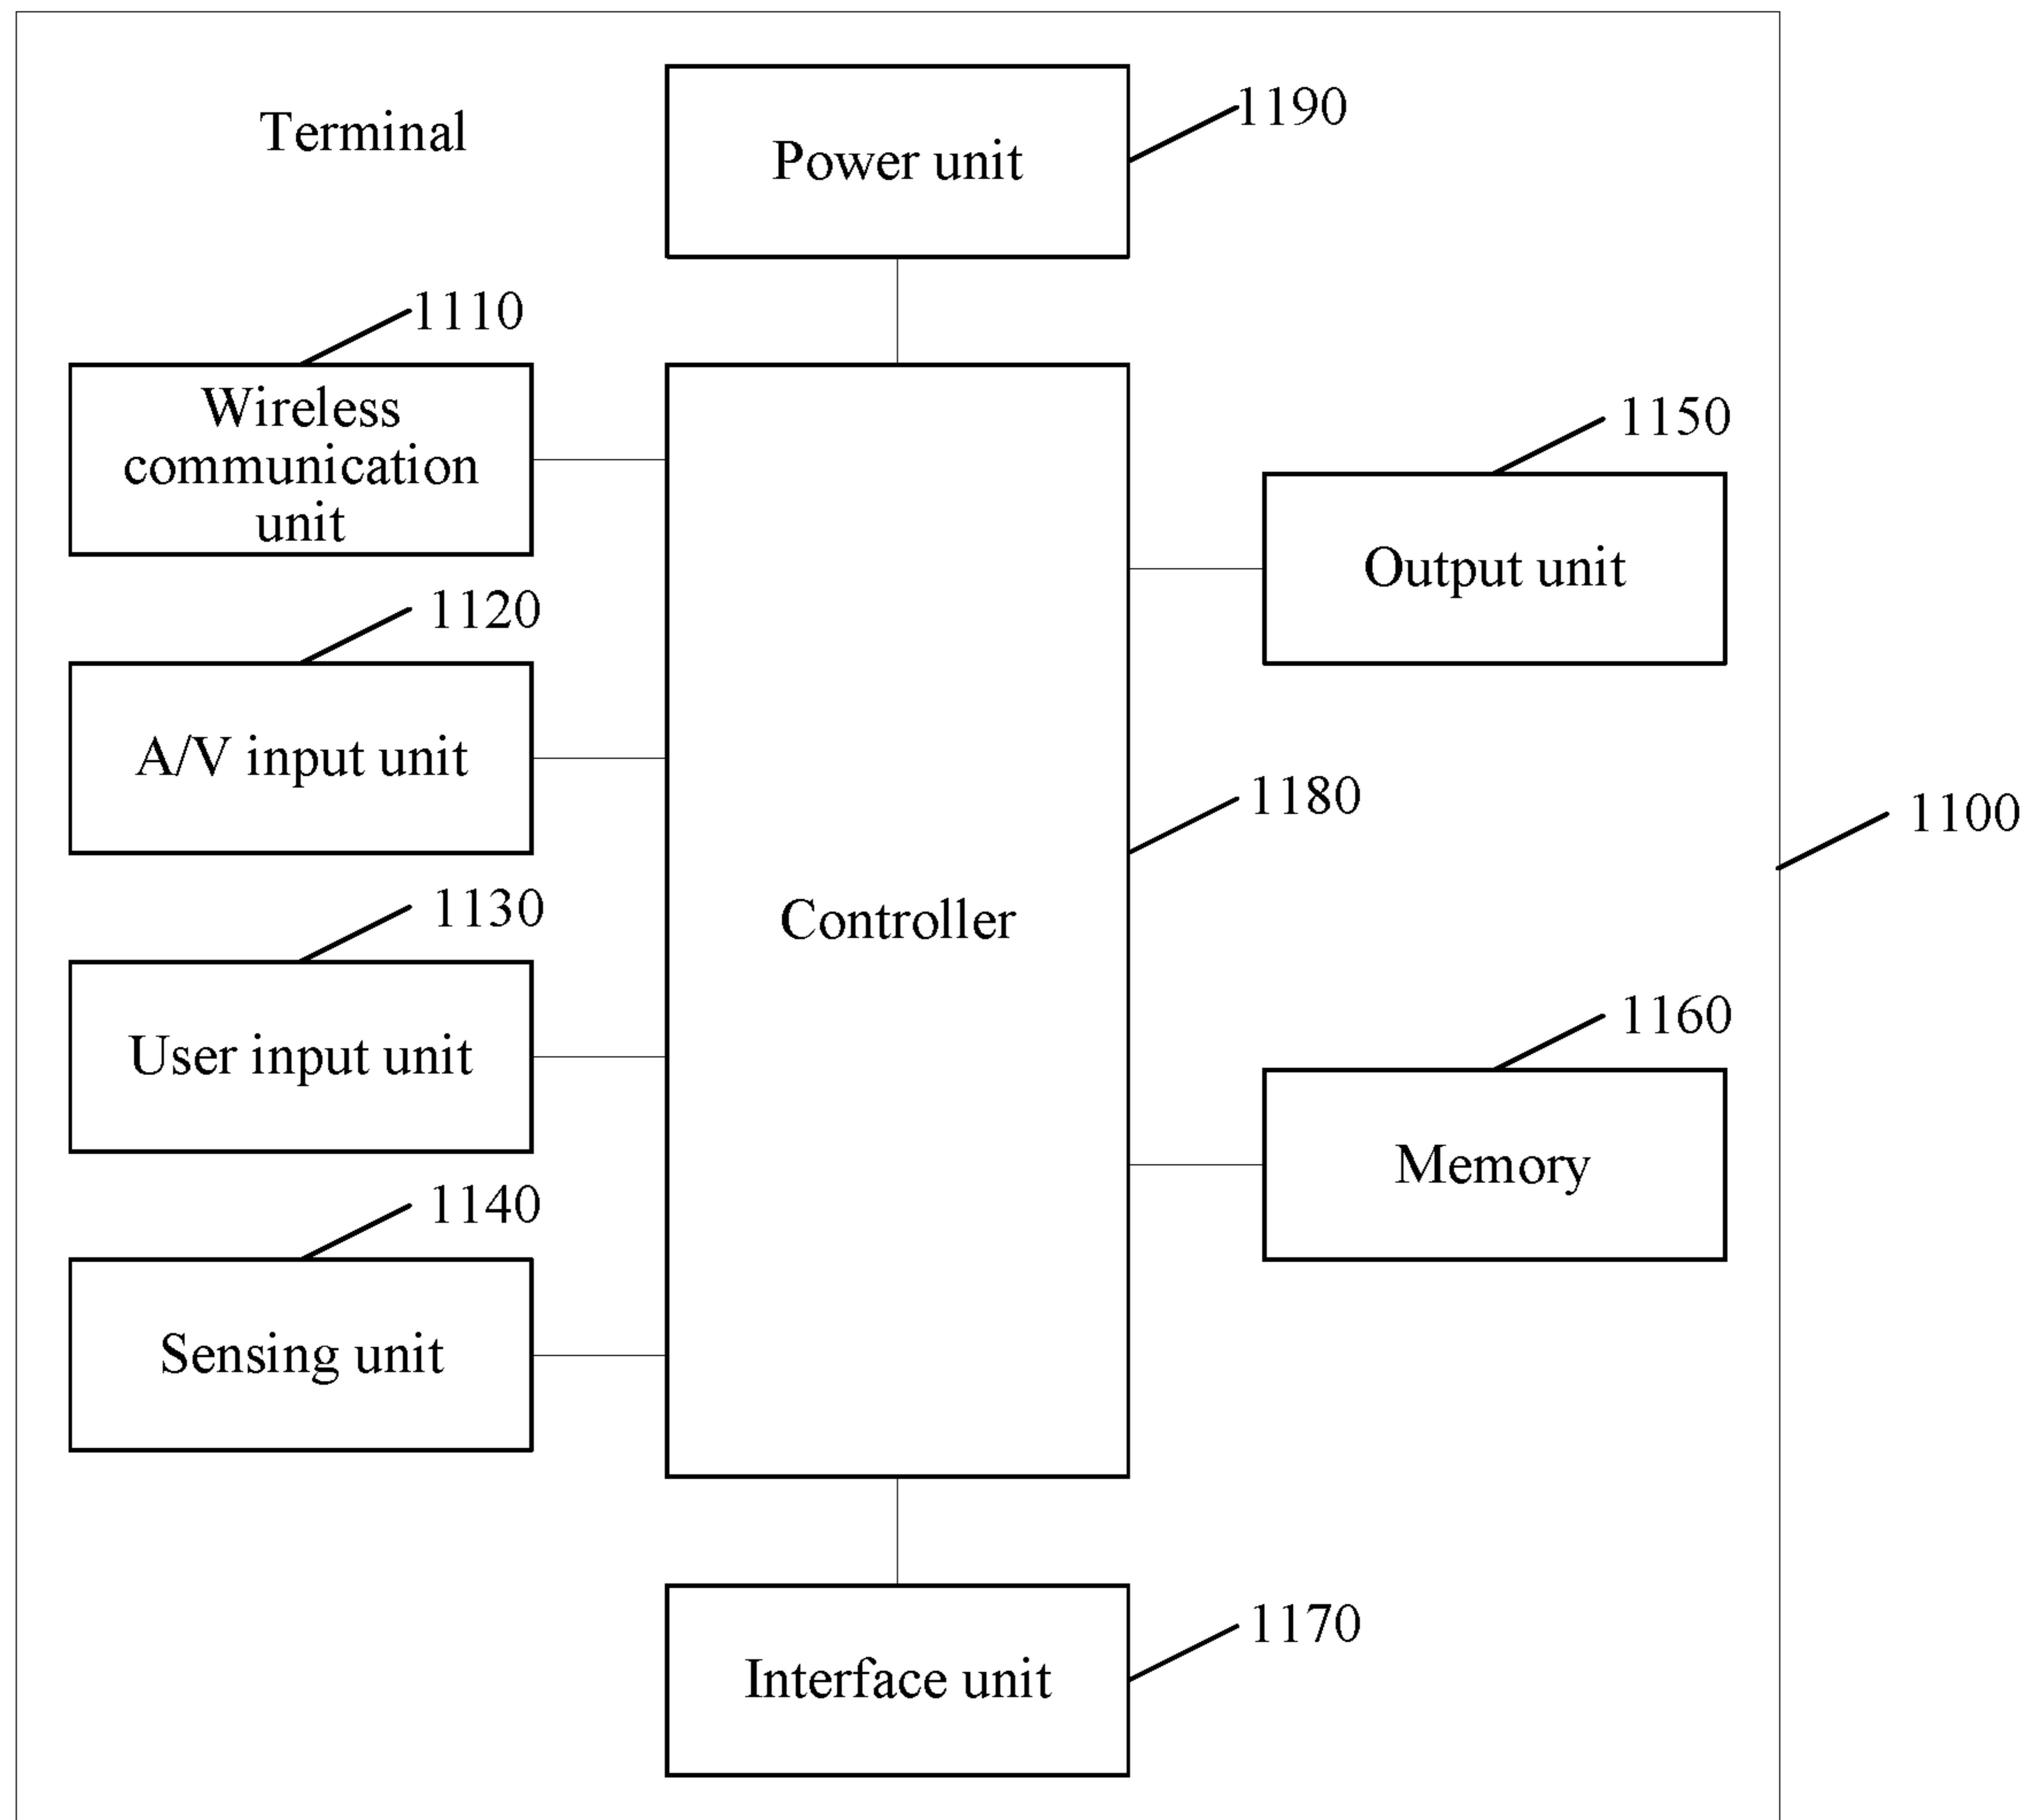 Terminal
Power unit
1190
1110
Wireless
communication
unit
1150
Output unit
1120
A/V input unit
1180
1100
Controller
1130
User input unit
1160
Memory
1140
Sensing unit
1170
Interface unit